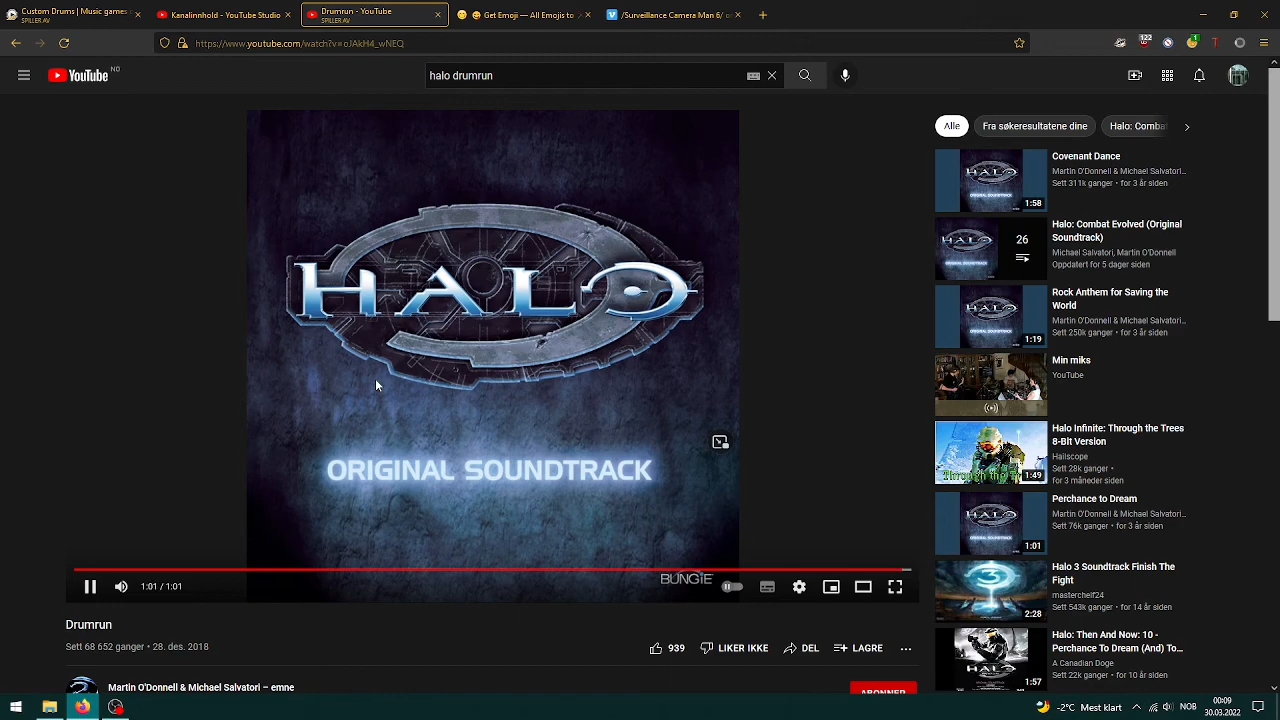 Custom Drums | Music games
SPILLER AV
Kanalinnhold - YouTube
Drumrun - YouTube
SPILLER AV
Get Emoji — All Emojis to
/Surveillance Camera Man 6/ o
https://www.youtube.com/watch?v=oJAkH4_wNEQ
YouTube NO
halo drumrun
HALO
ORIGINAL SOUNDTRACK
BUNGIE
1:01 / 1:01
Drumrun
Sett 68 652 ganger • 28. des. 2018
939
LIKER IKKE
DEL
LAGRE
Martin O'Donnell & Michael Salvatori – emne
ABONNER
Alle
Fra søkeresultatene dine
Halo: Combat
Covenant Dance
Martin O'Donnell & Michael Salvatori...
Sett 311k ganger • for 3 år siden
1:58
Halo: Combat Evolved (Original
Soundtrack)
Michael Salvatori, Martin O'Donnell
Oppdatert for 5 dager siden
26
Rock Anthem for Saving the
World
Martin O'Donnell & Michael Salvatori...
Sett 250k ganger • for 3 år siden
1:19
Min miks
YouTube
Halo Infinite: Through the Trees
8-Bit Version
Hailscope
Sett 28k ganger •
for 3 måneder siden
Through the
1:49
Perchance to Dream
Martin O'Donnell & Michael Salvatori...
Sett 76k ganger • for 3 år siden
1:01
Halo 3 Soundtrack Finish The
Fight
masterchelf24
Sett 543k ganger • for 14 år siden
2:28
Halo: Then And Now: 10 -
Perchance To Dream (And) To...
A Canadian Doge
Sett 22k ganger • for 10 år siden
1:57
-2°C Mest klart
NOB
00:09
30.03.2022